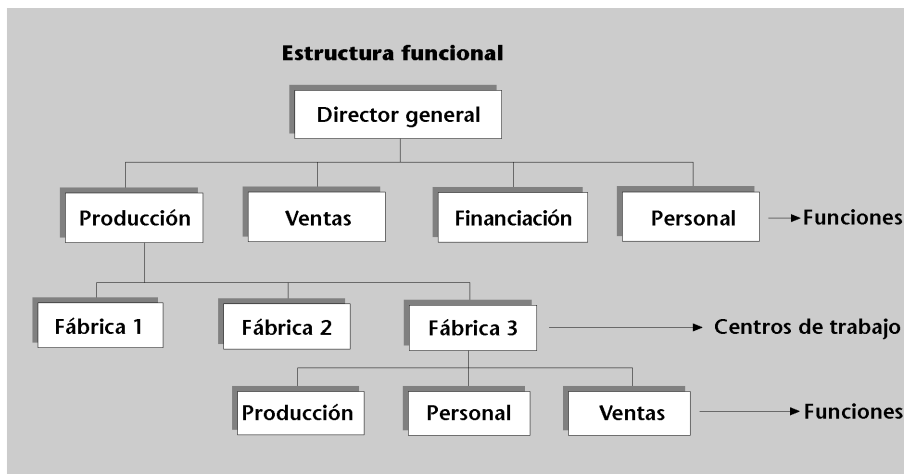 Estructura funcional
Director general
Producción
Ventas
Financiación
Personal
Funciones
Fábrica 1
Fábrica 2
Fábrica 3
Centros de trabajo
Producción
Personal
Ventas
Funciones